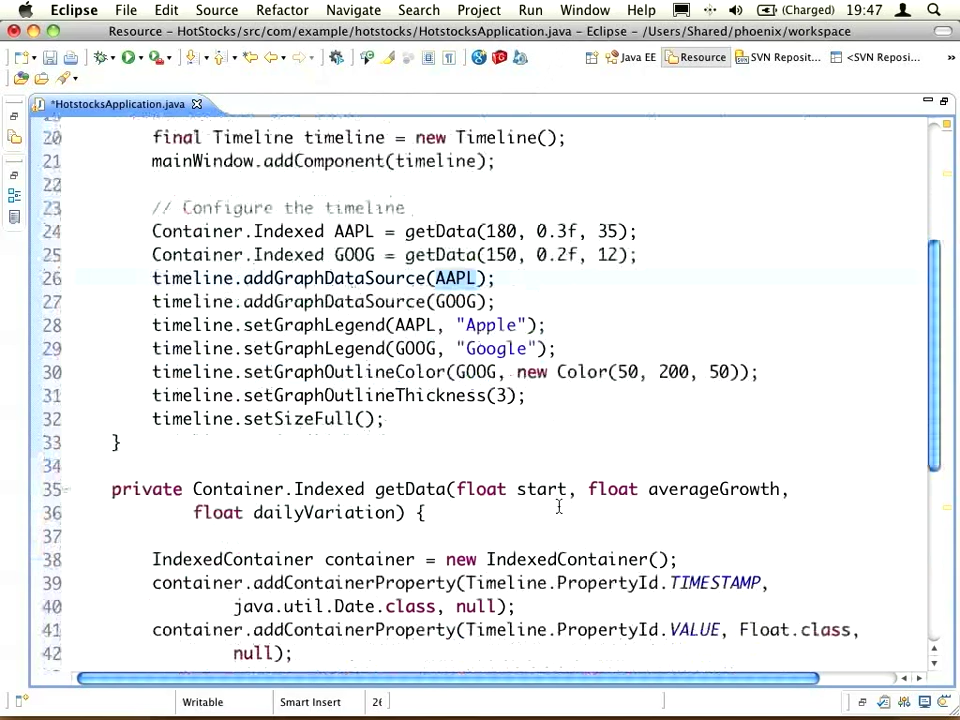 Eclipse File Edit Source Refactor Navigate Search Project Run Window Help (Charged) 19:47
Resource - HotStocks/src/com/example/hotstocks/HotstocksApplication.java - Eclipse - /Users/Shared/phoenix/workspace
Java EE Resource SVN Reposit... <SVN Reposi... »
*HotstocksApplication.java
20 final Timeline timeline = new Timeline();
21 mainWindow.addComponent(timeline);
22
23 // Configure the timeline
24 Container.Indexed AAPL = getData(180, 0.3f, 35);
25 Container.Indexed GOOG = getData(150, 0.2f, 12);
26 timeline.addGraphDataSource(AAPL);
27 timeline.addGraphDataSource(GOOG);
28 timeline.setGraphLegend(AAPL, "Apple");
29 timeline.setGraphLegend(GOOG, "Google");
30 timeline.setGraphOutlineColor(GOOG, new Color(50, 200, 50));
31 timeline.setGraphOutlineThickness(3);
32 timeline.setSizeFull();
33 }
34
35 private Container.Indexed getData(float start, float averageGrowth,
36 float dailyVariation) {
37
38 IndexedContainer container = new IndexedContainer();
39 container.addContainerProperty(Timeline.PropertyId.TIMESTAMP,
40 java.util.Date.class, null);
41 container.addContainerProperty(Timeline.PropertyId.VALUE, Float.class,
42 null);
Writable Smart Insert 26